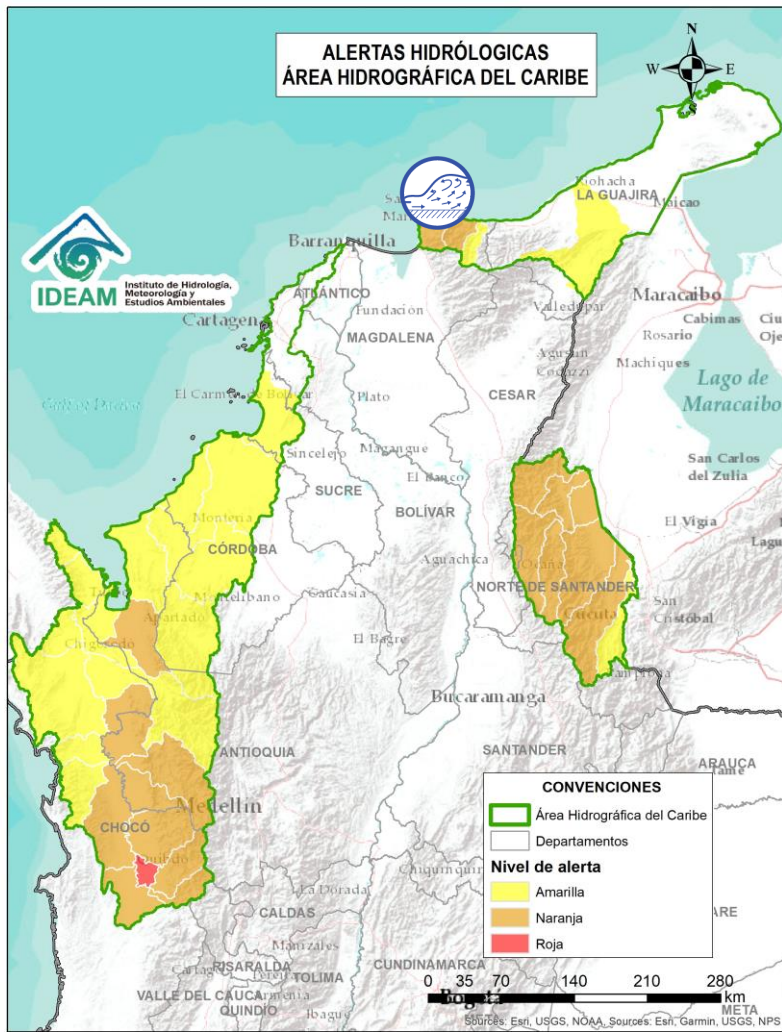 ALERTAS HIDRÓLOGICAS
ÁREA HIDROGRÁFICA DEL CARIBE
N
W
E
S
Riohacha
LA GUAJIRA
Maicao
Barranquilla
IDEAM
Instituto de Hidrología,
Meteorología y
Estudios Ambientales
ATLÁNTICO
Maracaibo
Cartagena
Fundación
Valledupar
Cabimas
MAGDALENA
Rosario
Agustín
Codazzi
Machiques
CESAR
El Carmen de Bolívar
Plato
Lago de
Maracaibo
Sincelejo
Magangue
San Carlos
del Zulia
El Banco
SUCRE
BOLÍVAR
Montería
El Vigia
CÓRDOBA
Aguachica
Ocaña
NORTE DE SANTANDER
Montelibano
Caucasia
Apartadó
Cucuta
San
Cristóbal
El Bagre
Chigorodó
Pamplona
Bucaramanga
ANTIOQUIA
SANTANDER
ARAUCA
Medellín
CHOCÓ
Quibdó
CONVENCIONES
Área Hidrográfica del Caribe
Departamentos
Nivel de alerta
Amarilla
Naranja
Roja
La Dorada
CALDAS
Manizales
RISARALDA
TOLIMA
CUNDINAMARCA
VALLE DEL CAUCA
Armenia
QUINDÍO
Ibague
Bogotá
META
META
0 35 70 140 210 280
KM
Sources: Esri, USGS, NOAA, Sources: Esri, Garmin, USGS, NPS